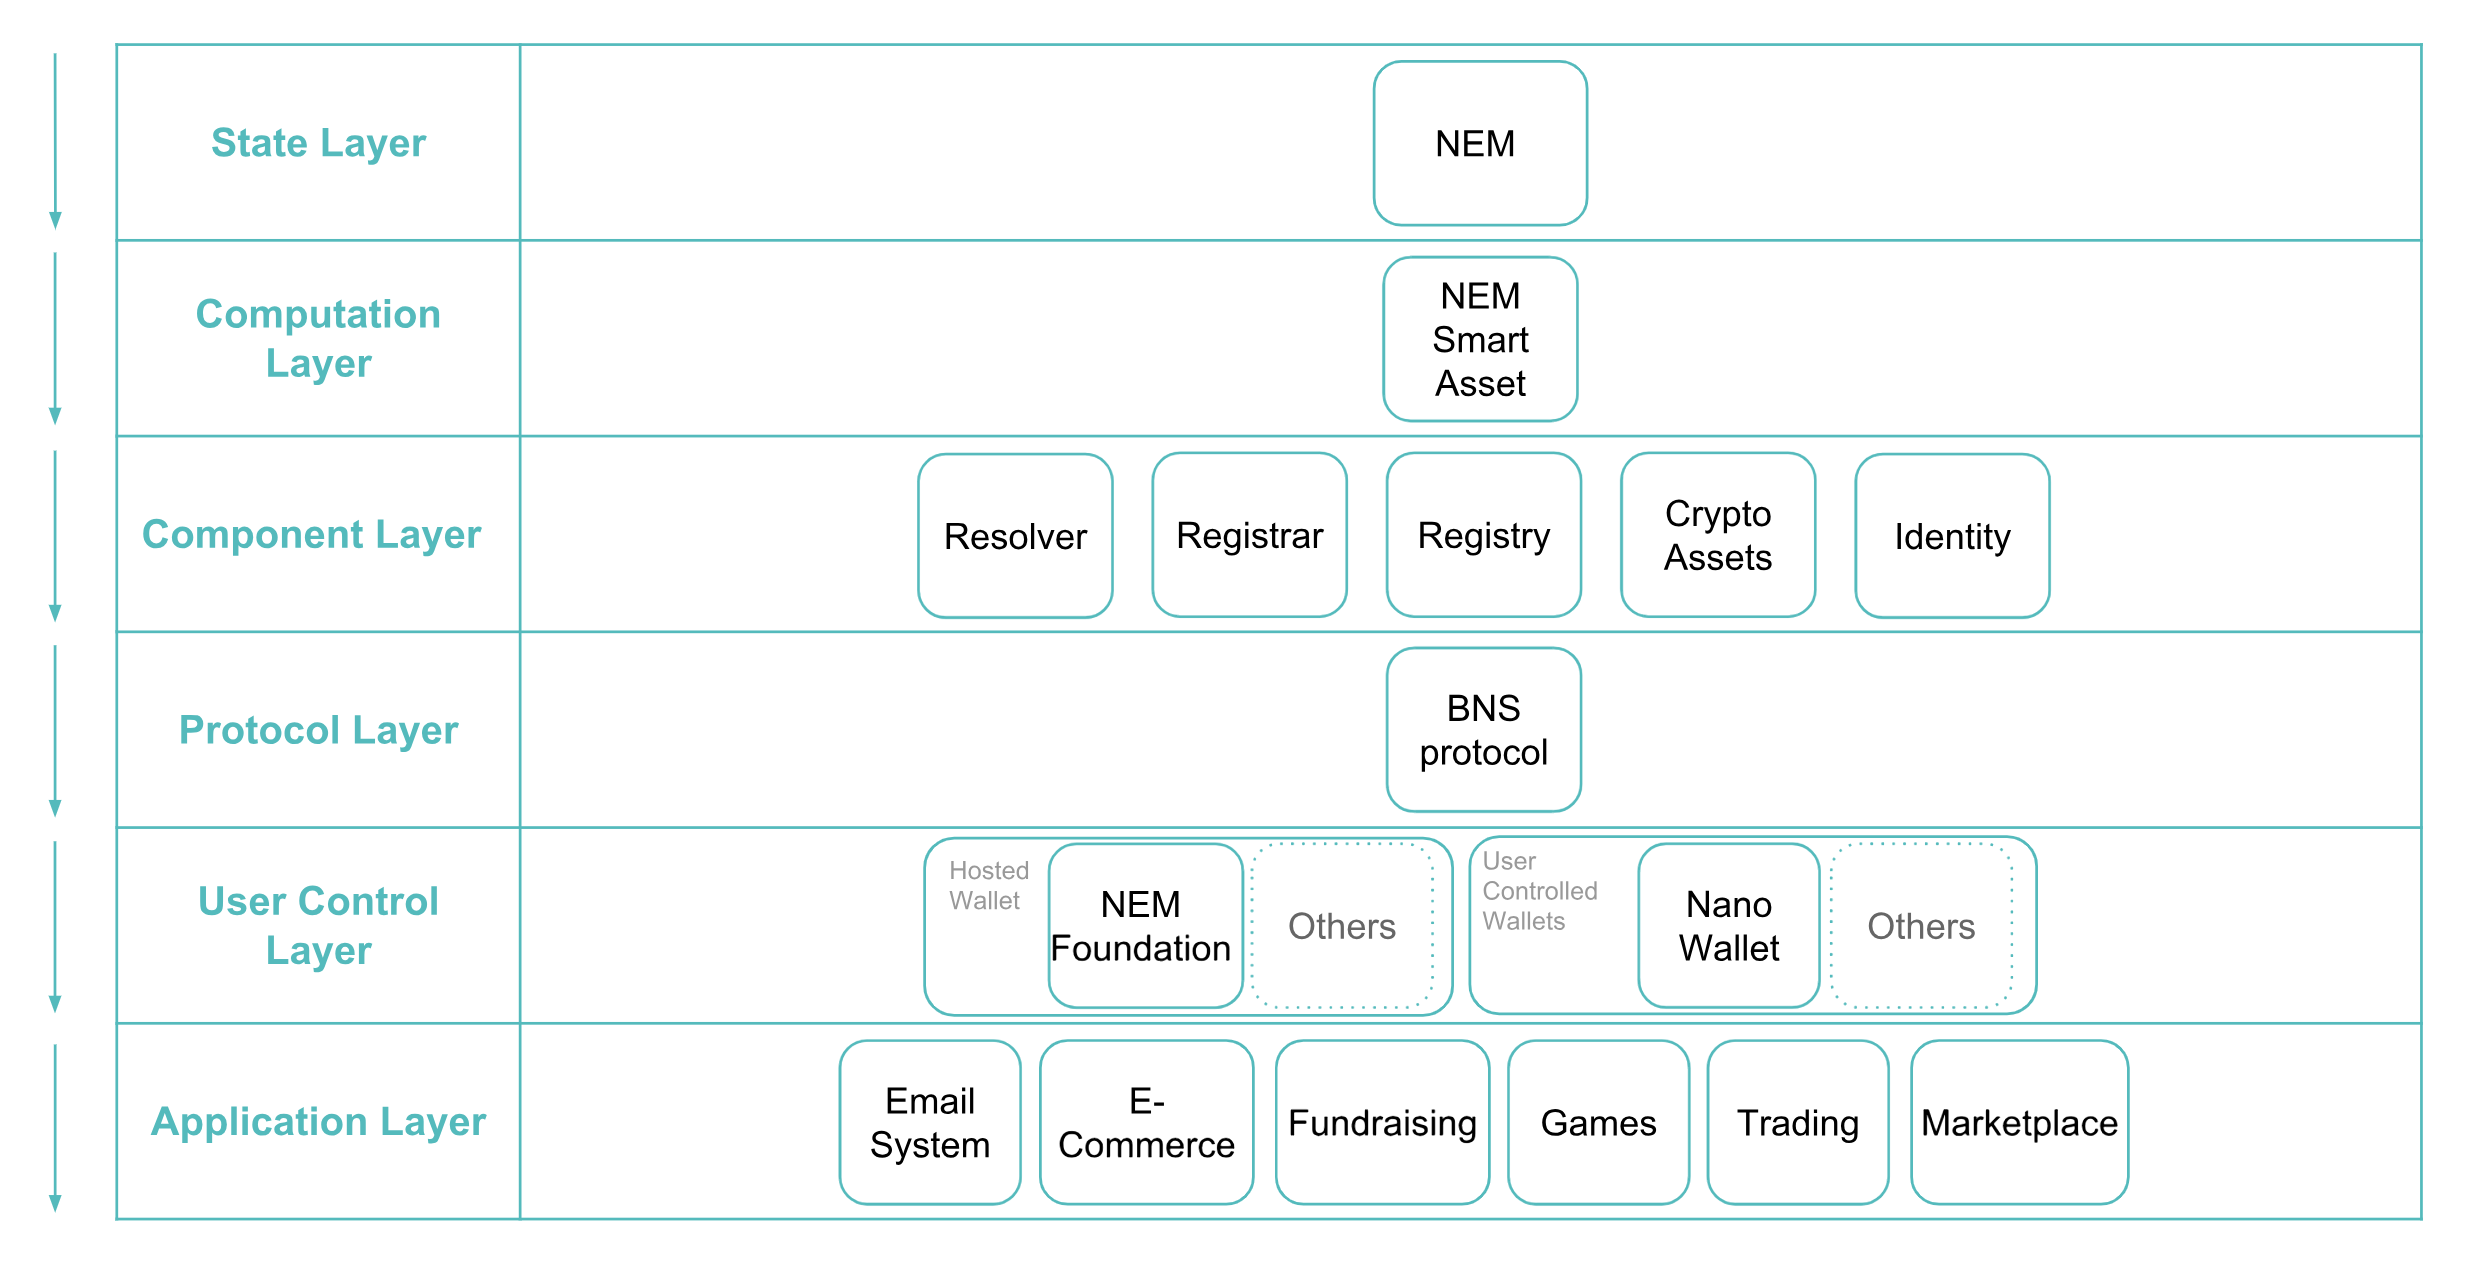 State Layer
NEM
Computation
Layer
NEM
Smart
Asset
Component Layer
Resolver
Registrar
Registry
Crypto
Assets
Identity
Protocol Layer
BNS
protocol
User Control
Layer
Hosted
Wallet
NEM
Foundation
Others
User
Controlled
Wallets
Nano
Wallet
Others
Application Layer
Email
System
E-
Commerce
Fundraising
Games
Trading
Marketplace